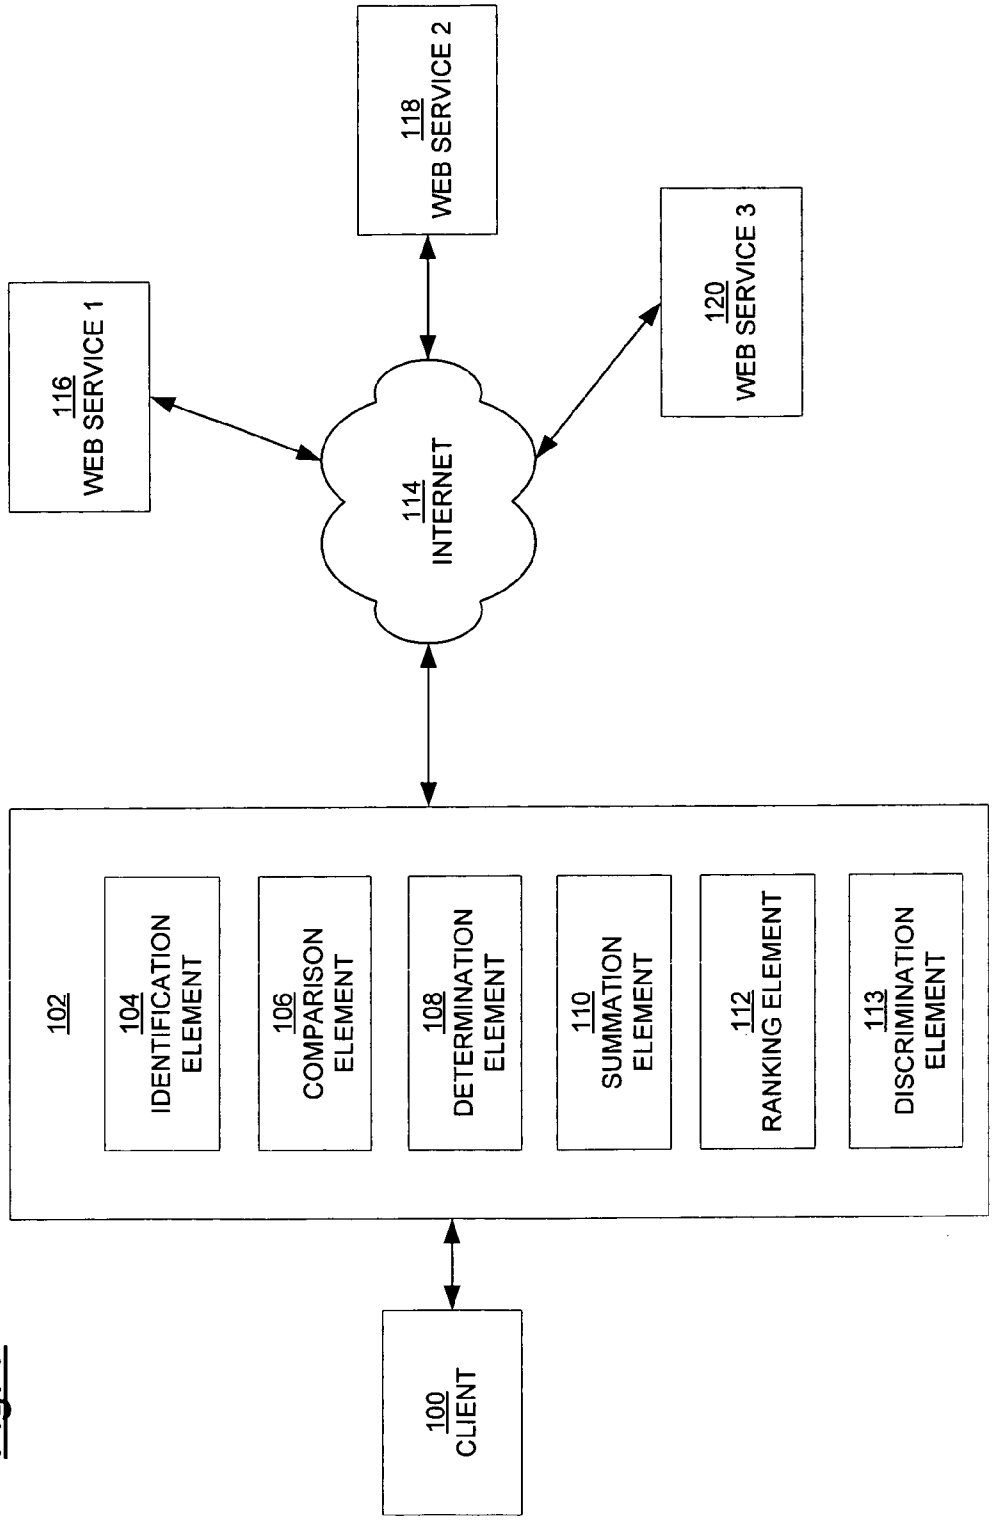 100
CLIENT
102
104
IDENTIFICATION
ELEMENT
106
COMPARISON
ELEMENT
108
DETERMINATION
ELEMENT
110
SUMMATION
ELEMENT
112
RANKING ELEMENT
113
DISCRIMINATION
ELEMENT
114
INTERNET
116
WEB SERVICE 1
118
WEB SERVICE 2
120
WEB SERVICE 3